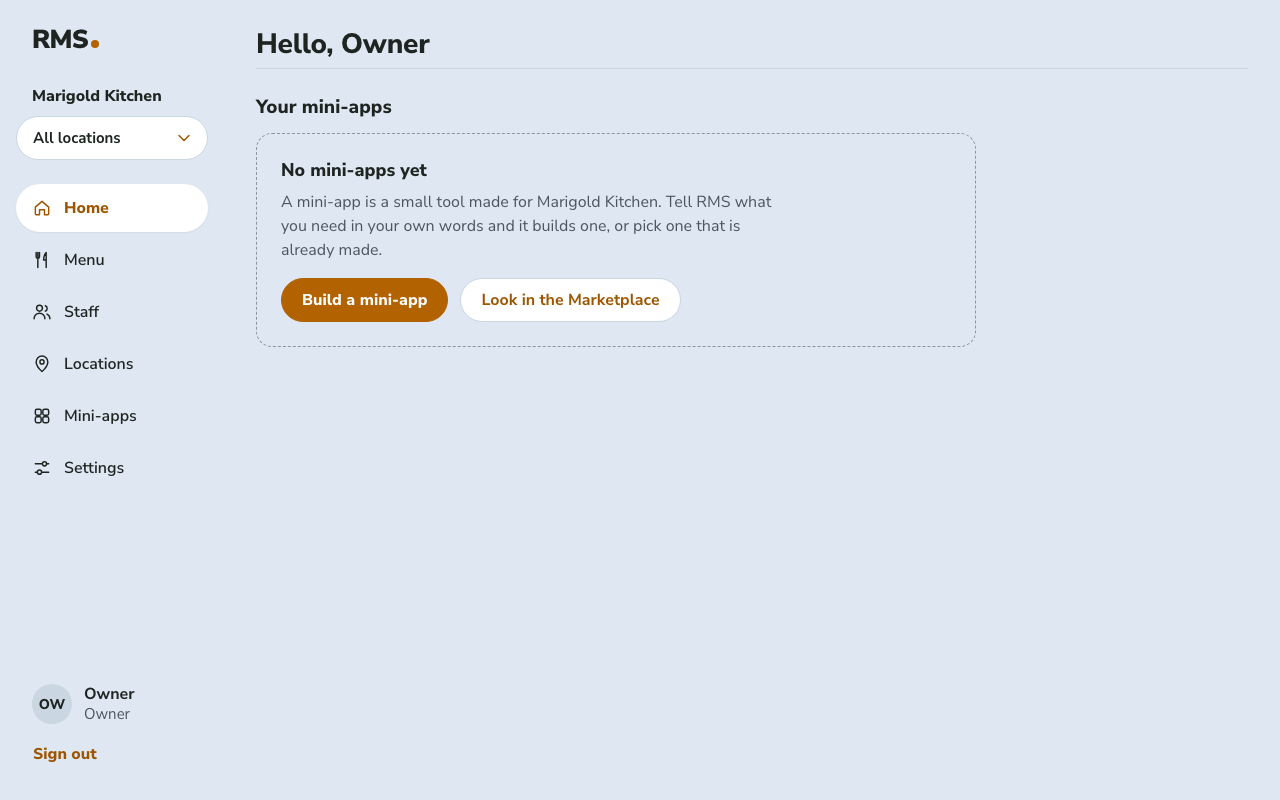 RMS.
Marigold Kitchen
All locations
Home
Menu
Staff
Locations
Mini-apps
Settings
OW
Owner
Owner
Sign out
Hello, Owner
Your mini-apps
No mini-apps yet
A mini-app is a small tool made for Marigold Kitchen. Tell RMS what
you need in your own words and it builds one, or pick one that is
already made.
Build a mini-app
Look in the Marketplace